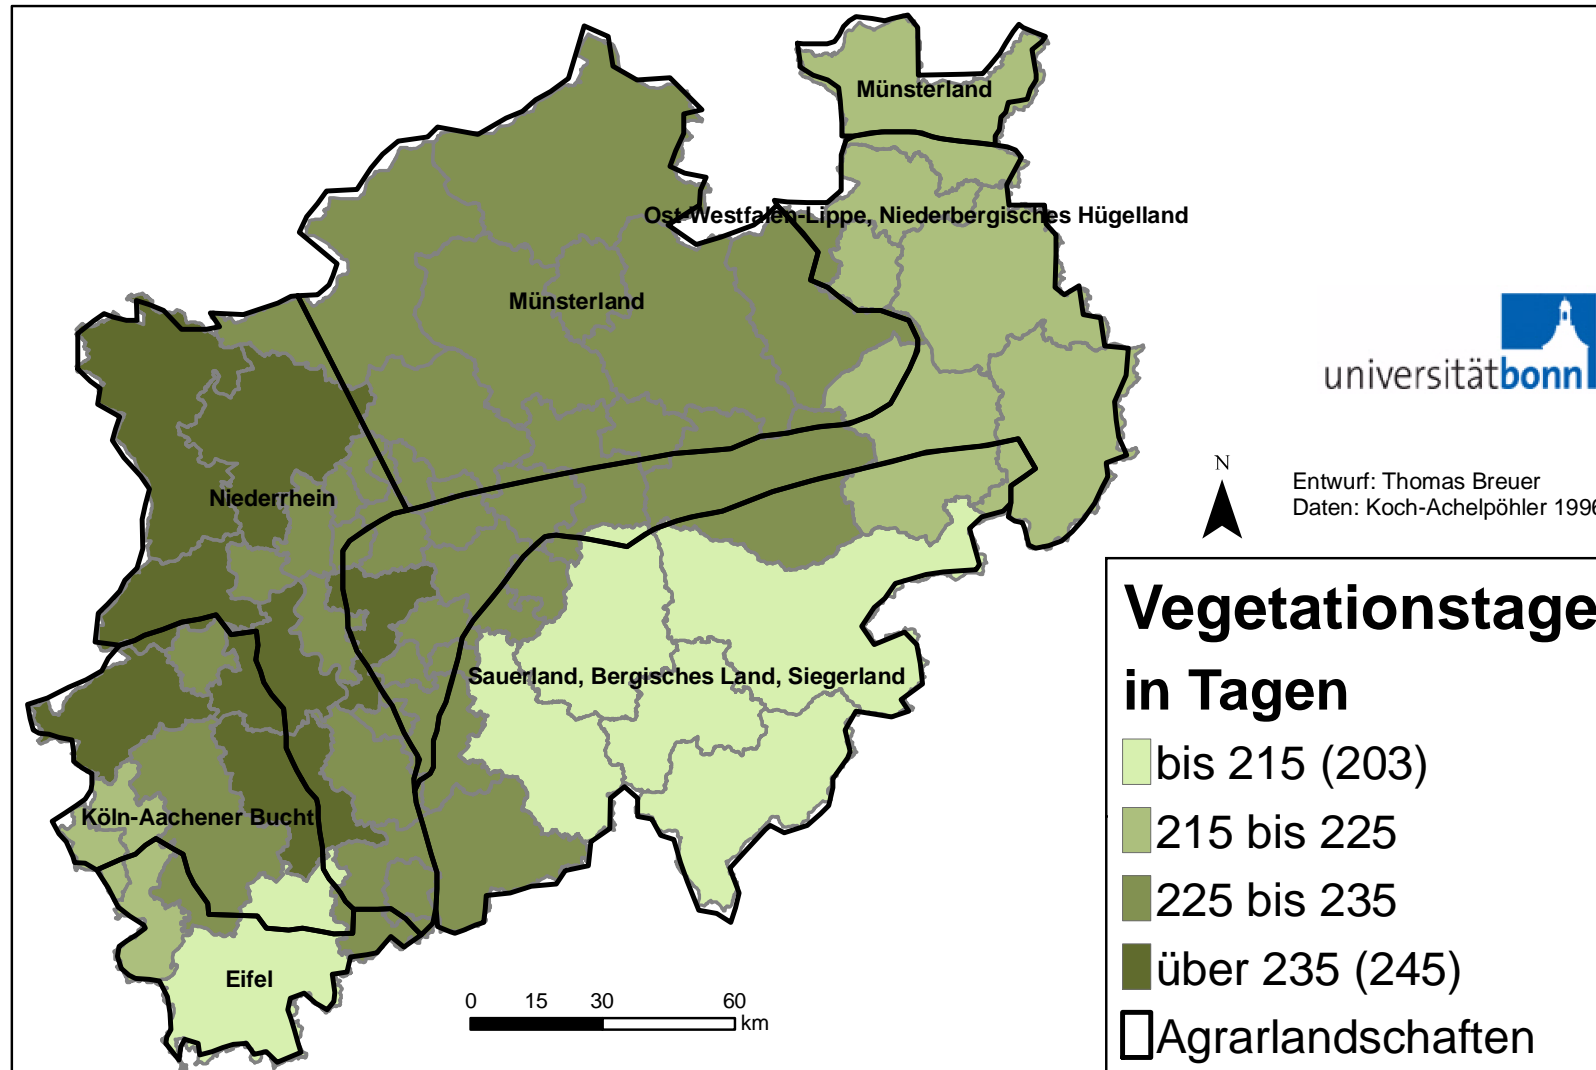 Münsterland
Ost-Westfalen-Lippe, Niederbergisches Hügelland
Münsterland
universitätbonn
N
Entwurf: Thomas Breuer
Daten: Koch-Achelpöhler 1996
Niederrhein
Vegetationstage
in Tagen
Sauerland, Bergisches Land, Siegerland
bis 215 (203)
Köln-Aachener Bucht
215 bis 225
225 bis 235
Eifel
über 235 (245)
0 15 30 60
km
Agrarlandschaften